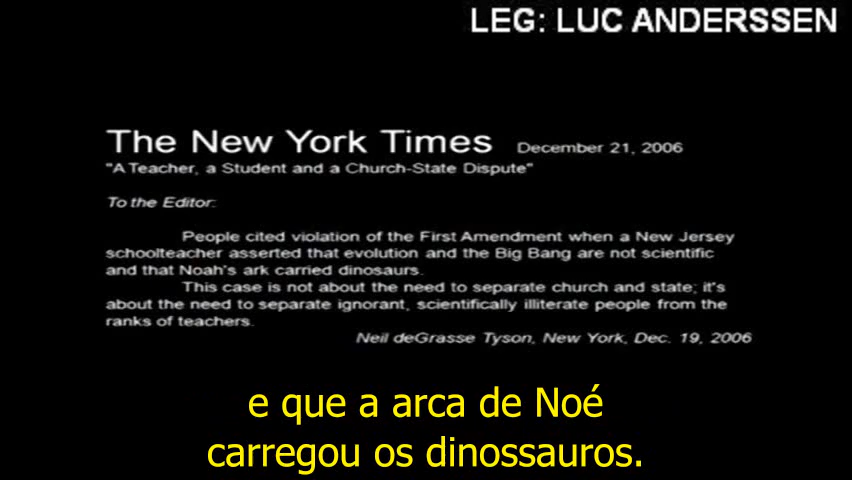 LEG: LUC ANDERSSEN
The New York Times December 21, 2006
"A Teacher, a Student and a Church-State Dispute"
To the Editor:
People cited violation of the First Amendment when a New Jersey
schoolteacher asserted that evolution and the Big Bang are not scientific
and that Noah's ark carried dinosaurs.
This case is not about the need to separate church and state; it's
about the need to separate ignorant, scientifically illiterate people from the
ranks of teachers.
Neil deGrasse Tyson, New York, Dec. 19, 2006
e que a arca de Noé
carregou os dinossauros.